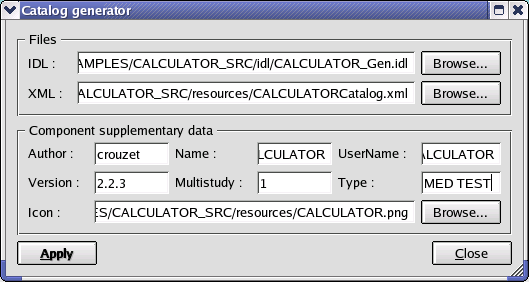 Catalog generator
Files
IDL : AMPLES/CALCULATOR_SRC/idl/CALCULATOR_Gen.idl Browse...
XML : ALCULATOR_SRC/resources/CALCULATORCatalog.xml Browse...
Component supplementary data
Author : crouzet Name : LCULATOR UserName : ALCULATOR
Version : 2.2.3 Multistudy : 1 Type : MED TEST
Icon : ES/CALCULATOR_SRC/resources/CALCULATOR.png Browse...
Apply Close